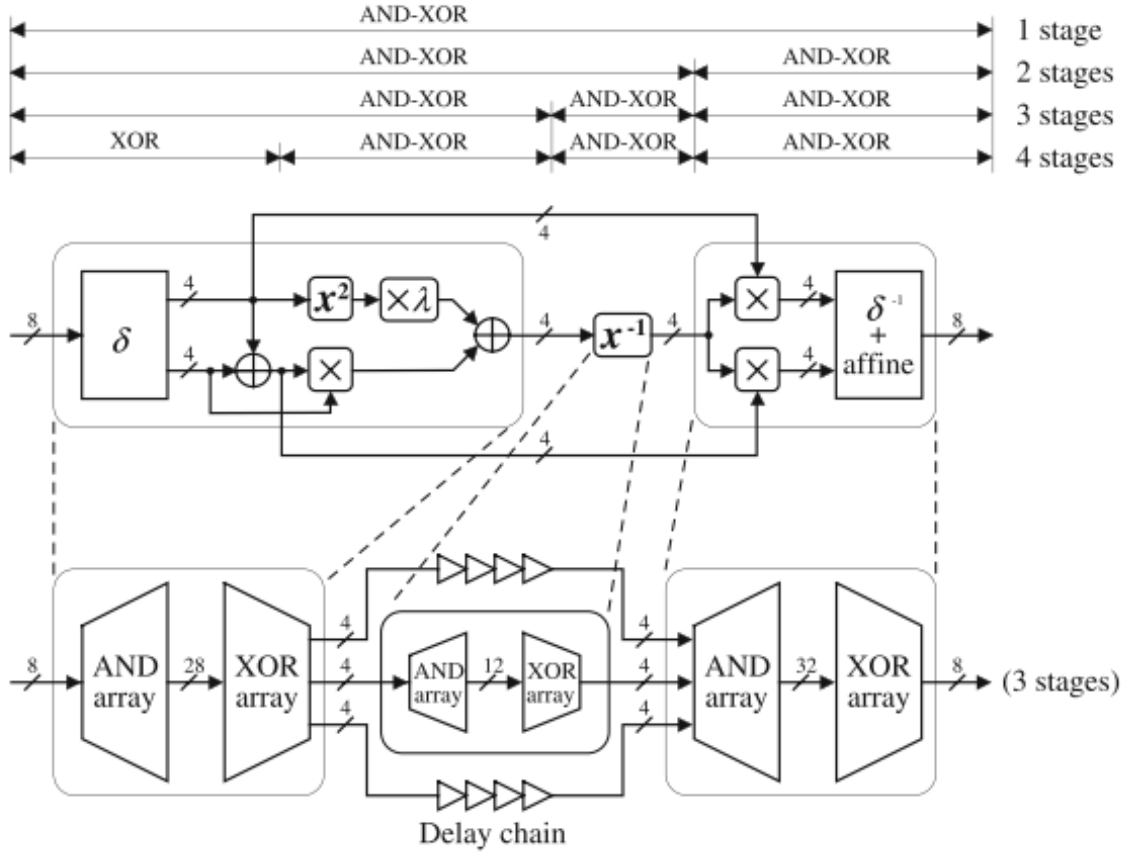 AND-XOR
1 stage
AND-XOR AND-XOR
2 stages
AND-XOR AND-XOR AND-XOR
3 stages
XOR AND-XOR AND-XOR AND-XOR
4 stages
4
4 4 4
x² ×λ × δ⁻¹
8 δ 4 x⁻¹ 4 + 8
4 × × 4 affine
4
4 4
8 AND array 28 XOR array 4 AND array 12 XOR array 4 AND array 32 XOR array 8 (3 stages)
4 4
Delay chain